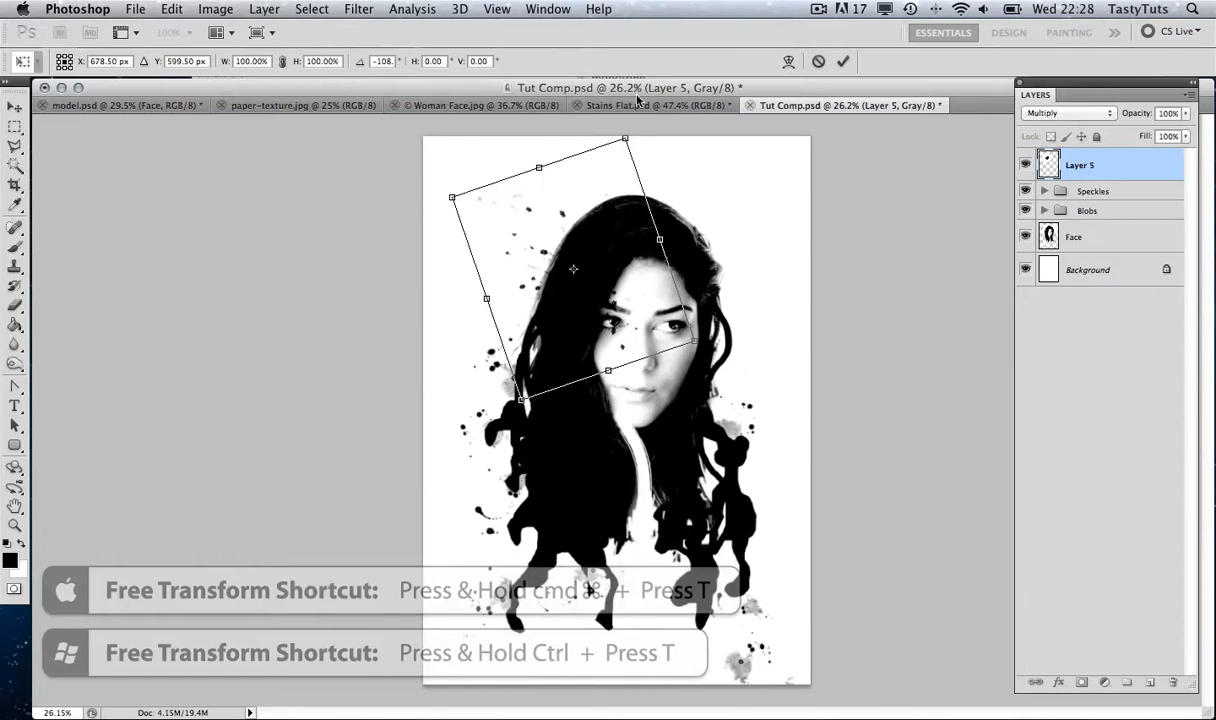 Photoshop File Edit Image Layer Select Filter Analysis 3D View Window Help 17 Wed 22:28 TastyTuts
Ps Br Mb 100% ESSENTIALS DESIGN PAINTING >> CS Live
X: 678.50 px Y: 599.50 px W: 100.00% H: 100.00% -108. H: 0.00 V: 0.00
Tut Comp.psd @ 26.2% (Layer 5, Gray/8) *
model.psd @ 29.5% (Face, RGB/8) * paper-texture.jpg @ 25% (RGB/8) © Woman Face.jpg @ 36.7% (RGB/8) Stains Flat.psd @ 47.4% (RGB/8) * Tut Comp.psd @ 26.2% (Layer 5, Gray/8) *
LAYERS
Multiply Opacity: 100%
Lock: Fill: 100%
Layer 5
Speckles
Blobs
Face
Background
Free Transform Shortcut: Press & Hold cmd ⌘ + Press T
Free Transform Shortcut: Press & Hold Ctrl + Press T
fx
26.15% Doc: 4.15M/19.4M